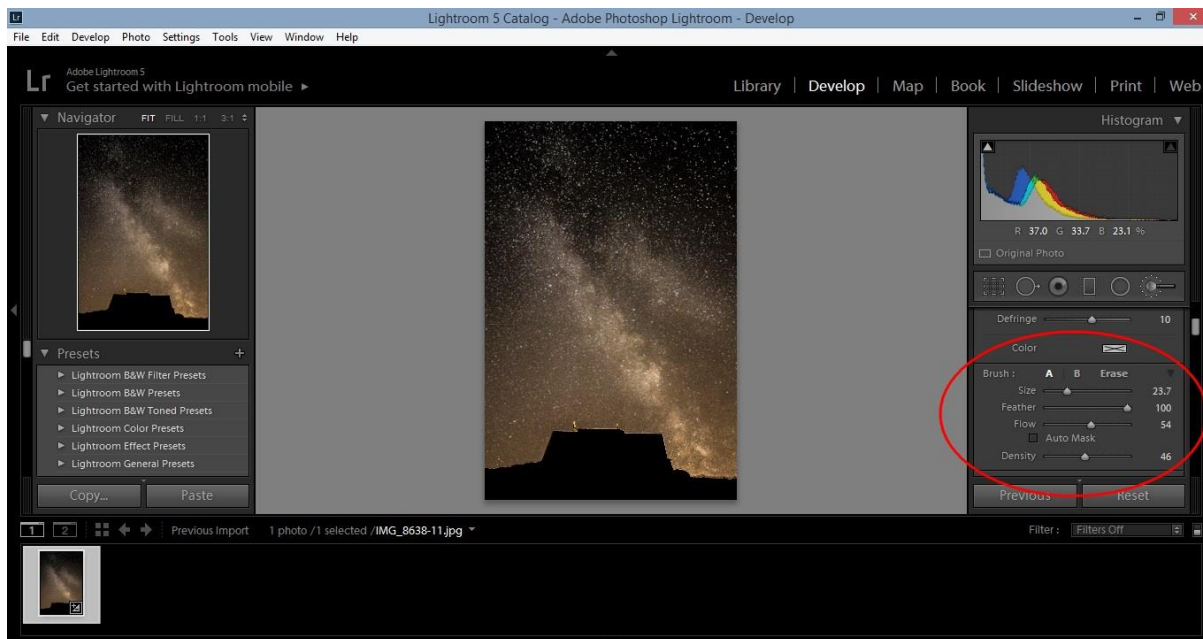 Lr
Lightroom 5 Catalog - Adobe Photoshop Lightroom - Develop
File Edit Develop Photo Settings Tools View Window Help
Lr
Adobe Lightroom 5
Get started with Lightroom mobile
Library | Develop | Map | Book | Slideshow | Print | Web
Navigator FIT FILL 1:1 3:1
Histogram
R 37.0 G 33.7 B 23.1 %
Original Photo
Defringe 10
Color
Presets +
Lightroom B&W Filter Presets
Lightroom B&W Presets
Lightroom B&W Toned Presets
Lightroom Color Presets
Lightroom Effect Presets
Lightroom General Presets
Brush : A B Erase
Size 23.7
Feather 100
Flow 54
Auto Mask
Density 46
Copy... Paste
Previous Reset
1 2 Previous Import 1 photo /1 selected /IMG_8638-11.jpg
Filter : Filters Off